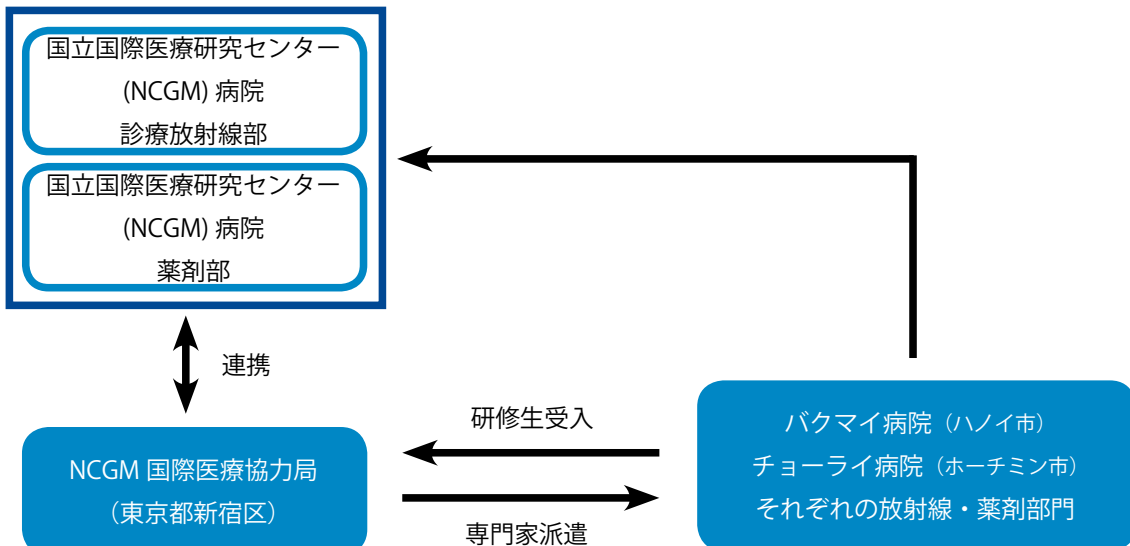 国立国際医療研究センター
(NCGM) 病院
診療放射線部
国立国際医療研究センター
(NCGM) 病院
薬剤部
連携
NCGM 国際医療協力局
（東京都新宿区）
研修生受入
専門家派遣
バクマイ病院（ハノイ市）
チョーライ病院（ホーチミン市）
それぞれの放射線・薬剤部門